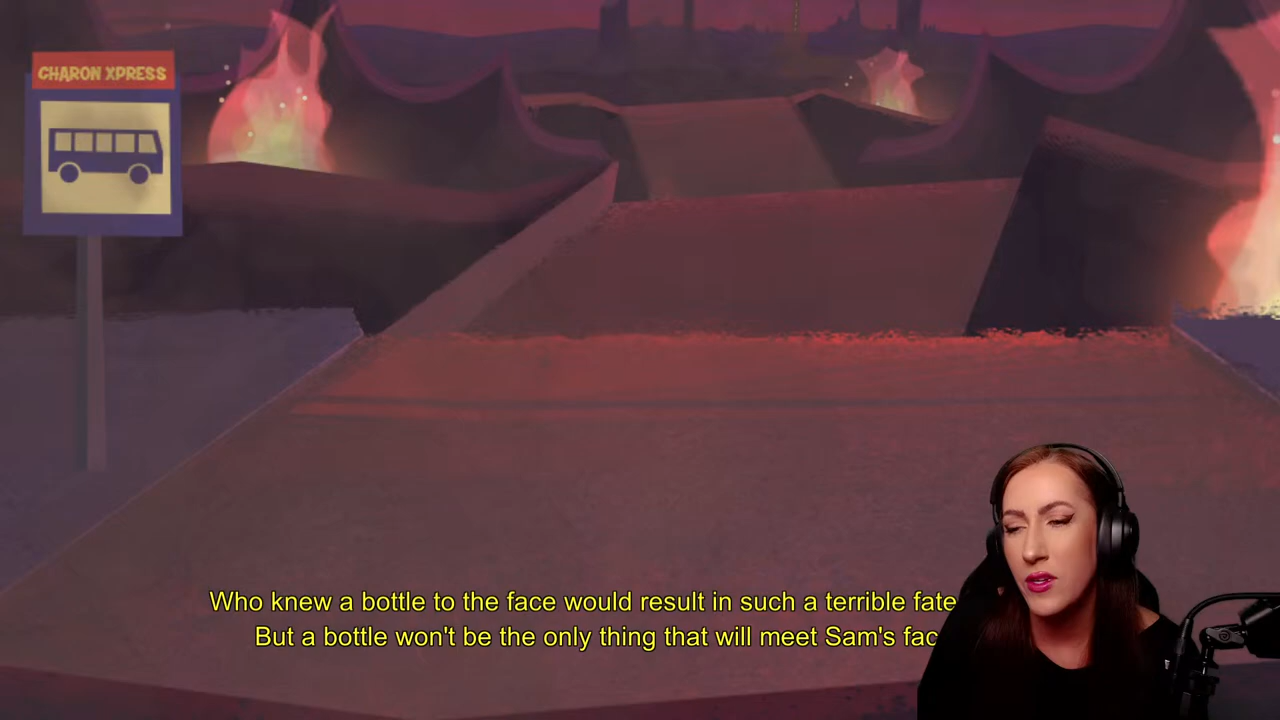 CHARON XPRESS
Who knew a bottle to the face would result in such a terrible fate
But a bottle won't be the only thing that will meet Sam's